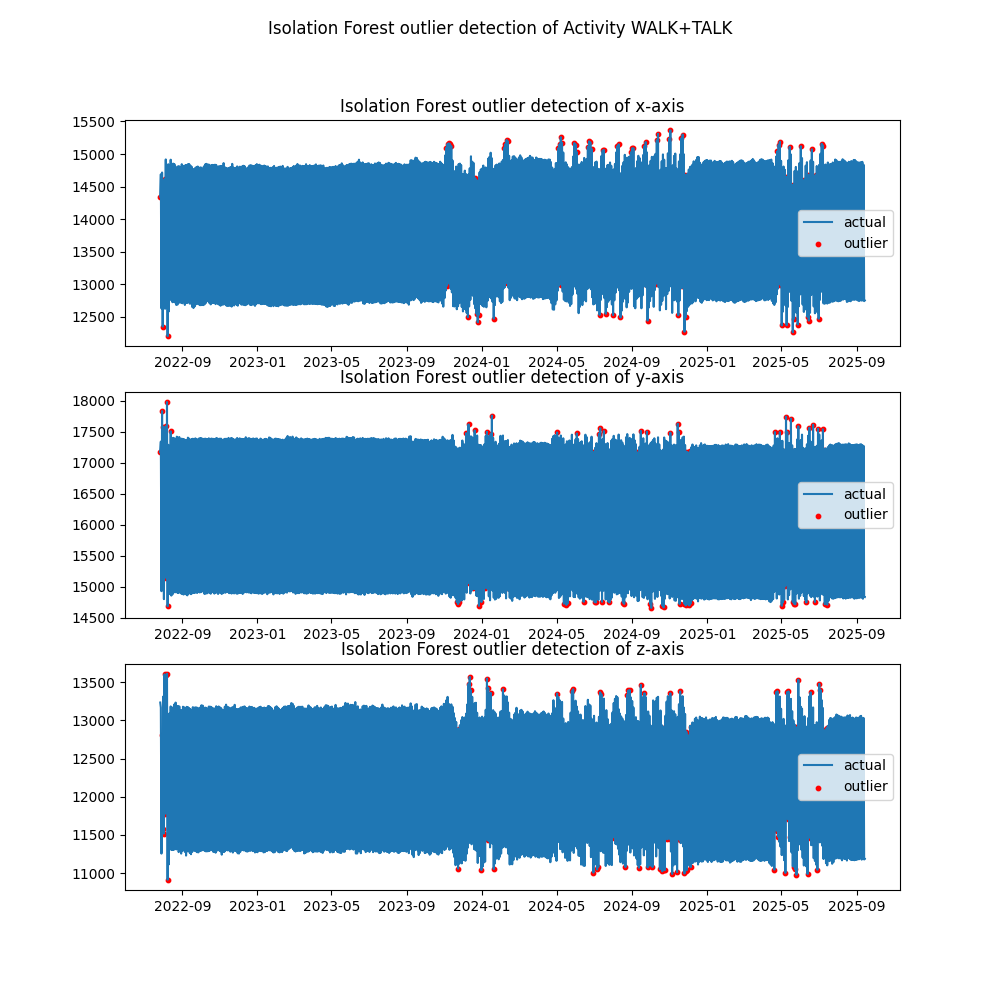 Isolation Forest outlier detection of Activity WALK+TALK
Isolation Forest outlier detection of x-axis
15500
15000
14500
14000
13500
13000
12500
actual
outlier
2022-09 2023-01 2023-05 2023-09 2024-01 2024-05 2024-09 2025-01 2025-05 2025-09
Isolation Forest outlier detection of y-axis
18000
17500
17000
16500
16000
15500
15000
14500
actual
outlier
2022-09 2023-01 2023-05 2023-09 2024-01 2024-05 2024-09 2025-01 2025-05 2025-09
Isolation Forest outlier detection of z-axis
13500
13000
12500
12000
11500
11000
actual
outlier
2022-09 2023-01 2023-05 2023-09 2024-01 2024-05 2024-09 2025-01 2025-05 2025-09